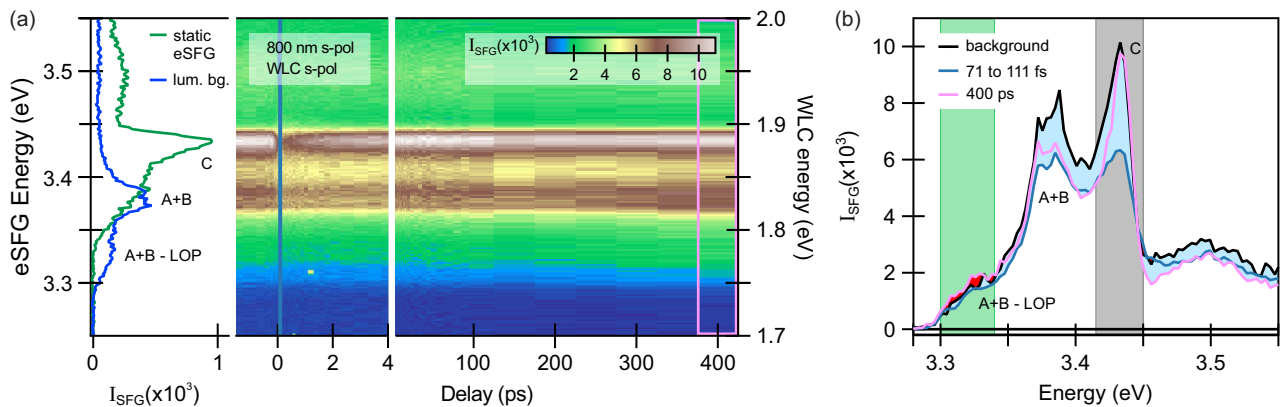 (a)
eSFG Energy (eV)
3.5
3.4
3.3
static
eSFG
lum. bg.
C
A+B
A+B - LOP
0
1
I_SFG(x10³)
800 nm s-pol
WLC s-pol
I_SFG(x10³)
2 4 6 8 10
0 2 4
100 200 300 400
Delay (ps)
2.0
1.9
1.8
1.7
WLC energy (eV)
(b)
I_SFG(x10³)
10
8
6
4
2
0
background
71 to 111 fs
400 ps
C
A+B
A+B - LOP
3.3 3.4 3.5
Energy (eV)